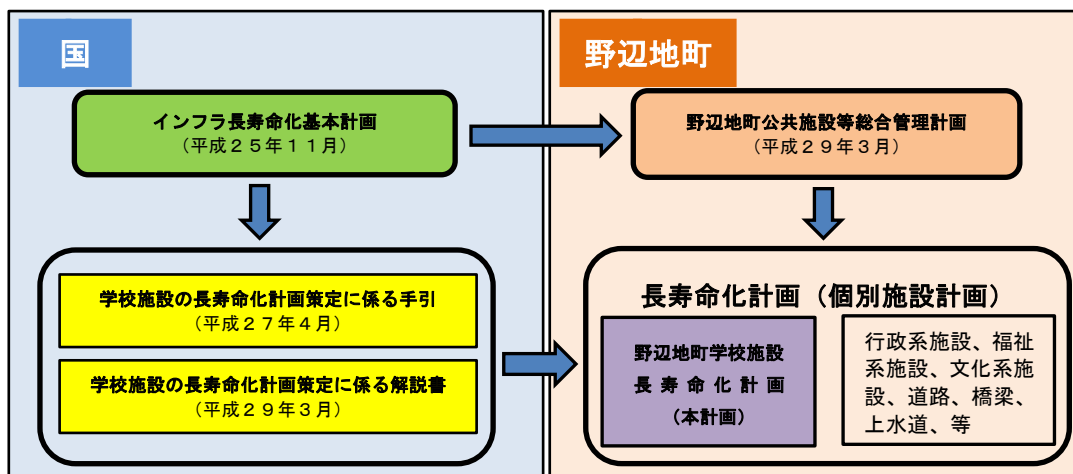 国
インフラ長寿命化基本計画
（平成２５年１１月）
学校施設の長寿命化計画策定に係る手引
（平成２７年４月）
学校施設の長寿命化計画策定に係る解説書
（平成２９年３月）
野辺地町
野辺地町公共施設等総合管理計画
（平成２９年３月）
長寿命化計画（個別施設計画）
野辺地町学校施設
長寿命化計画
（本計画）
行政系施設、福祉
系施設、文化系施
設、道路、橋梁、
上水道、等